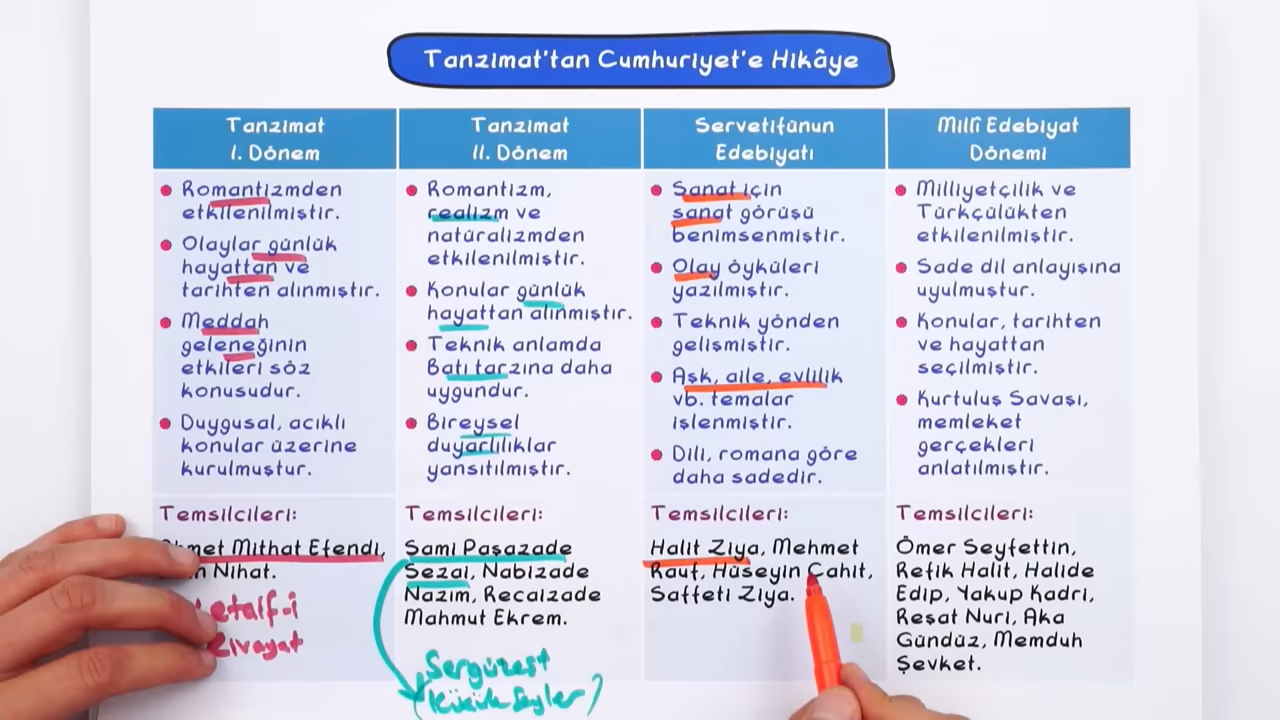 Tanzimat'tan Cumhuriyet'e Hikâye
Tanzimat
I. Dönem
Romantizmden
etkilenilmiştir.
Olaylar günlük
hayattan ve
tarihten alınmıştır.
Meddah
geleneğinin
etkileri söz
konusudur.
Duygusal, acıklı
konular üzerine
kurulmuştur.
Temsilcileri:
Ahmet Mithat Efendi,
Nihat.
Letaif-i
Rivayat
Tanzimat
II. Dönem
Romantizm,
realizm ve
natüralizmden
etkilenilmiştir.
Konular günlük
hayattan alınmıştır.
Teknik anlamda
Batı tarzına daha
uygundur.
Bireysel
duyarlılıklar
yansıtılmıştır.
Temsilcileri:
Sami Paşazade
Sezai, Nabizade
Nazım, Recaizade
Mahmut Ekrem.
Sergüzeşt
Küçük Şeyler
Servetifünun
Edebiyatı
Sanat için
sanat görüşü
benimsenmiştir.
Olay öyküleri
yazılmıştır.
Teknik yönden
gelişmiştir.
Aşk, aile, evlilik
vb. temalar
işlenmiştir.
Dili, romana göre
daha sadedir.
Temsilcileri:
Halit Ziya, Mehmet
Rauf, Hüseyin Cahit,
Saffeti Ziya.
Millî Edebiyat
Dönemi
Milliyetçilik ve
Türkçülükten
etkilenilmiştir.
Sade dil anlayışına
uyulmuştur.
Konular, tarihten
ve hayattan
seçilmiştir.
Kurtuluş Savaşı,
memleket
gerçekleri
anlatılmıştır.
Temsilcileri:
Ömer Seyfettin,
Refik Halit, Halide
Edip, Yakup Kadri,
Reşat Nuri, Aka
Gündüz, Memduh
Şevket.